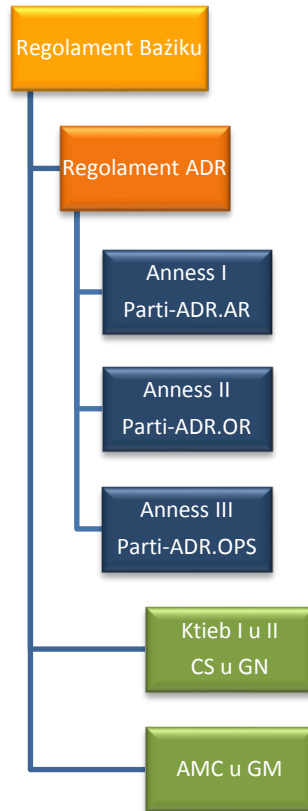 Regolament Bażiku
Regolament ADR
Anness I
Parti-ADR.AR
Anness II
Parti-ADR.OR
Anness III
Parti-ADR.OPS
Ktieb I u II
CS u GN
AMC u GM